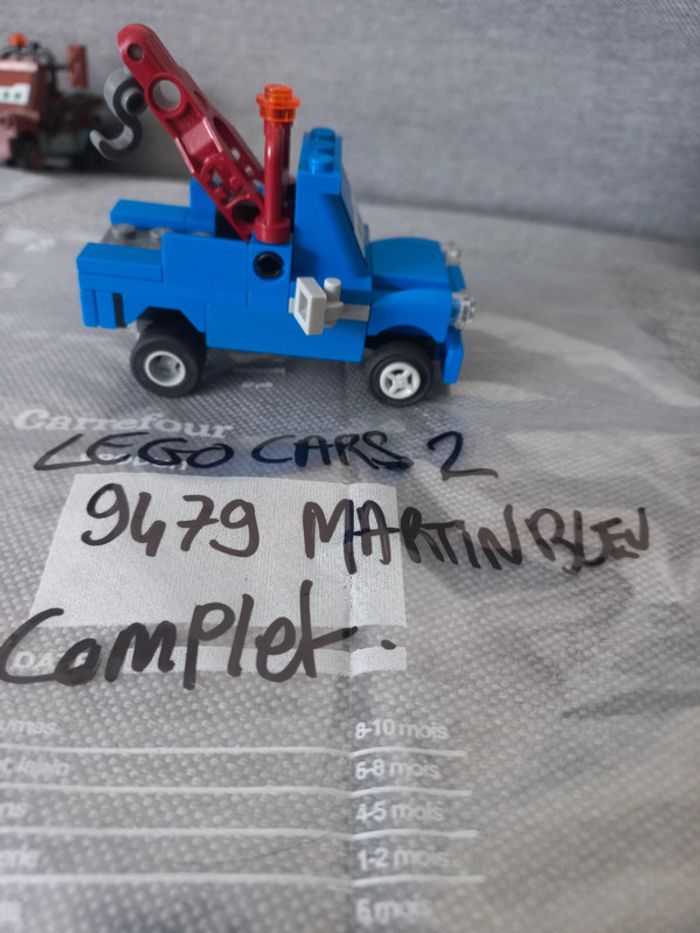 Carrefour
LEGO CARS 2
9479 MARTIN BLEU
Complet.
8-10 mois
6-8 mois
4-5 mois
1-2 mois
6 mois